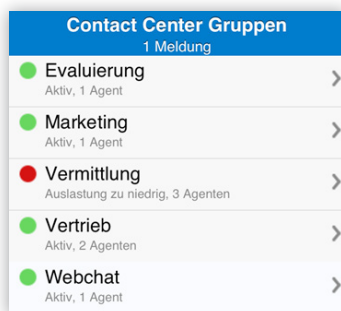 Contact Center Gruppen
1 Meldung
Evaluierung
Aktiv, 1 Agent
Marketing
Aktiv, 1 Agent
Vermittlung
Auslastung zu niedrig, 3 Agenten
Vertrieb
Aktiv, 2 Agenten
Webchat
Aktiv, 1 Agent